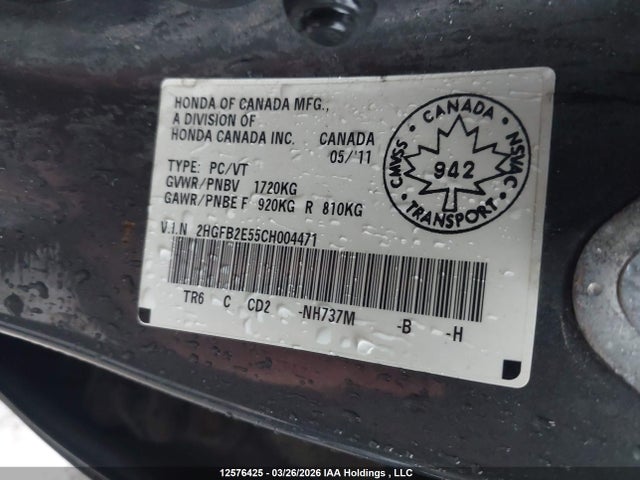 HONDA OF CANADA MFG.,
A DIVISION OF
HONDA CANADA INC. CANADA
05/'11
TYPE: PC/VT
GVWR/PNBV 1720KG
GAWR/PNBE F 920KG R 810KG
V.I.N 2HGFB2E55CH004471
TR6 C CD2 -NH737M -B -H
CANADA
CMVSS
NSVAC
942
TRANSPORT
12576425 - 03/26/2026 IAA Holdings , LLC